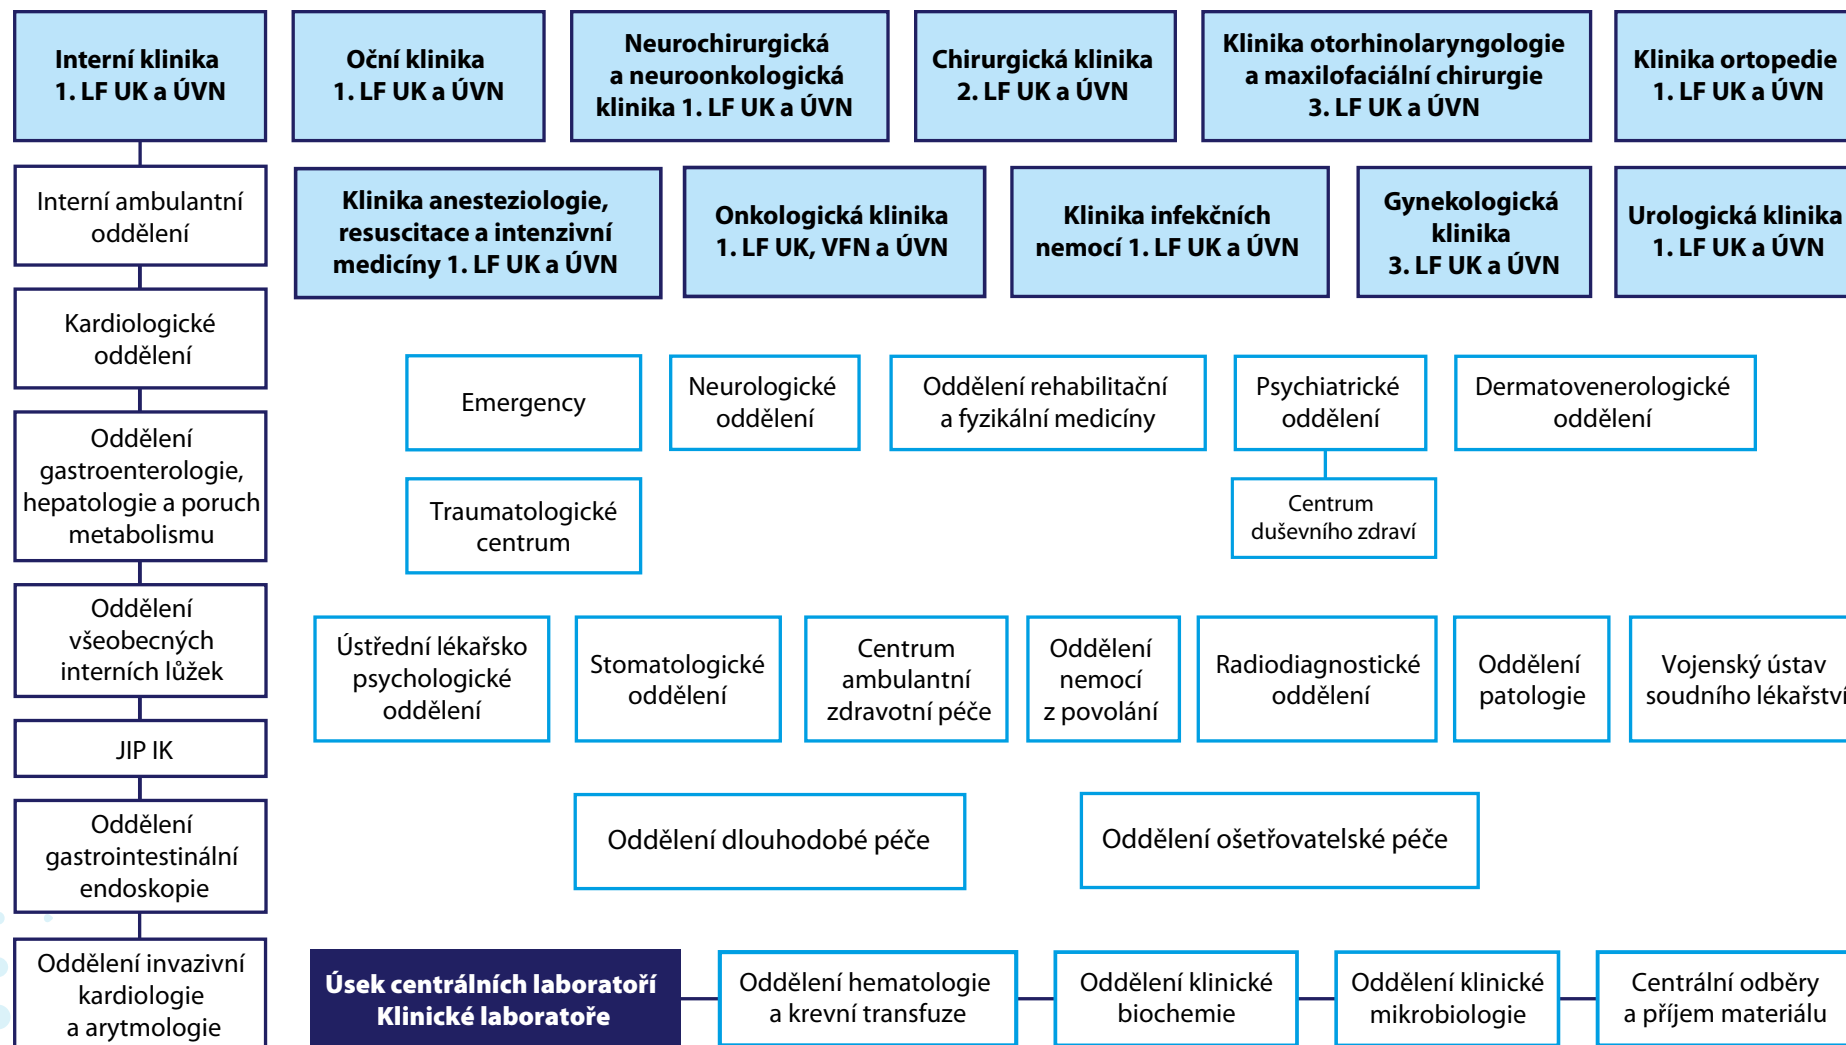 Interní klinika
1. LF UK a ÚVN
Oční klinika
1. LF UK a ÚVN
Neurochirurgická
a neuroonkologická
klinika 1. LF UK a ÚVN
Chirurgická klinika
2. LF UK a ÚVN
Klinika otorhinolaryngologie
a maxilofaciální chirurgie
3. LF UK a ÚVN
Klinika ortopedie
1. LF UK a ÚVN
Interní ambulantní
oddělení
Klinika anesteziologie,
resuscitace a intenzivní
medicíny 1. LF UK a ÚVN
Onkologická klinika
1. LF UK, VFN a ÚVN
Klinika infekčních
nemocí 1. LF UK a ÚVN
Gynekologická
klinika
3. LF UK a ÚVN
Urologická klinika
1. LF UK a ÚVN
Kardiologické
oddělení
Emergency
Neurologické
oddělení
Oddělení rehabilitační
a fyzikální medicíny
Psychiatrické
oddělení
Dermatovenerologické
oddělení
Oddělení
gastroenterologie,
hepatologie a poruch
metabolismu
Traumatologické
centrum
Centrum
duševního zdraví
Oddělení
všeobecných
interních lůžek
Ústřední lékařsko
psychologické
oddělení
Stomatologické
oddělení
Centrum
ambulantní
zdravotní péče
Oddělení
nemocí
z povolání
Radiodiagnostické
oddělení
Oddělení
patologie
Vojenský ústav
soudního lékařství
JIP IK
Oddělení
gastrointestinální
endoskopie
Oddělení dlouhodobé péče
Oddělení ošetřovatelské péče
Oddělení invazivní
kardiologie
a arytmologie
Úsek centrálních laboratoří
Klinické laboratoře
Oddělení hematologie
a krevní transfuze
Oddělení klinické
biochemie
Oddělení klinické
mikrobiologie
Centrální odběry
a příjem materiálu